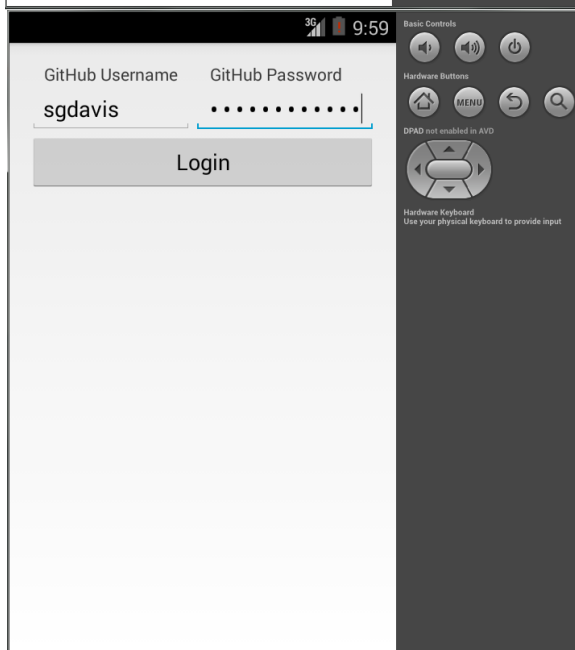 3G 9:59
GitHub Username GitHub Password
sgdavis ••••••••••••
Login
Basic Controls
Hardware Buttons
MENU
DPAD not enabled in AVD
Hardware Keyboard
Use your physical keyboard to provide input